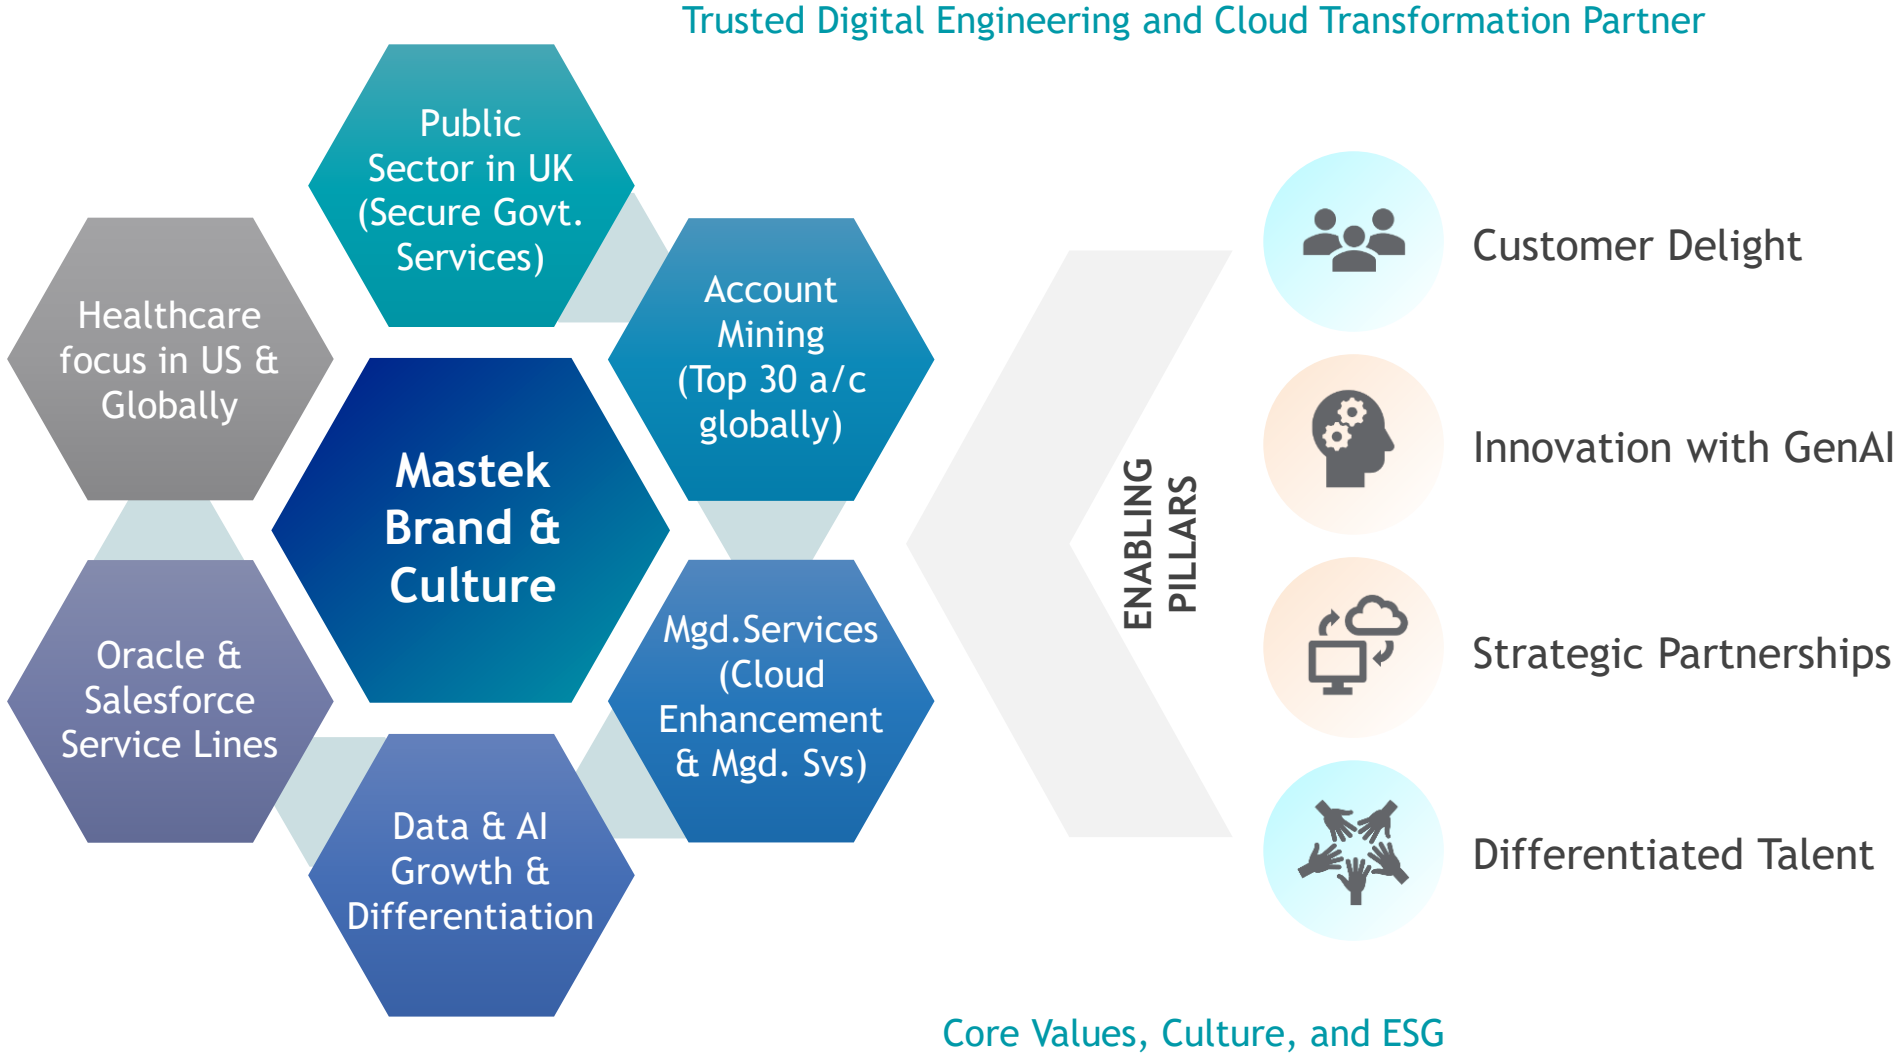 Trusted Digital Engineering and Cloud Transformation Partner
Public
Sector in UK
(Secure Govt.
Services)
Account
Mining
(Top 30 a/c
globally)
Mgd.Services
(Cloud
Enhancement
& Mgd. Svs)
Data & AI
Growth &
Differentiation
Oracle &
Salesforce
Service Lines
Healthcare
focus in US &
Globally
Mastek
Brand &
Culture
ENABLING
PILLARS
Customer Delight
Innovation with GenAI
Strategic Partnerships
Differentiated Talent
Core Values, Culture, and ESG